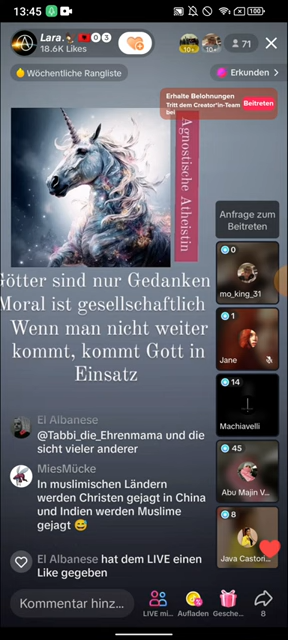 13:45
100
Lara.
0 3
18.6K Likes
10+
10+
71
Wöchentliche Rangliste
Erkunden >
Erhalte Belohnungen
Tritt dem Creator*in-Team
bei
Beitreten
Agnostische Atheistin
Götter sind nur Gedanken
Moral ist gesellschaftlich
Wenn man nicht weiter
kommt, kommt Gott in
Einsatz
Anfrage zum
Beitreten
0
mo_king_31
1
Jane
14
Machiavelli
45
Abu Majin V...
8
Java Castori...
El Albanese
@Tabbi_die_Ehrenmama und die
sicht vieler anderer
MiesMücke
In muslimischen Ländern
werden Christen gejagt in China
und Indien werden Muslime
gejagt 😅
El Albanese hat dem LIVE einen
Like gegeben
Kommentar hinz...
LIVE mi...
Aufladen
Gesche...
8